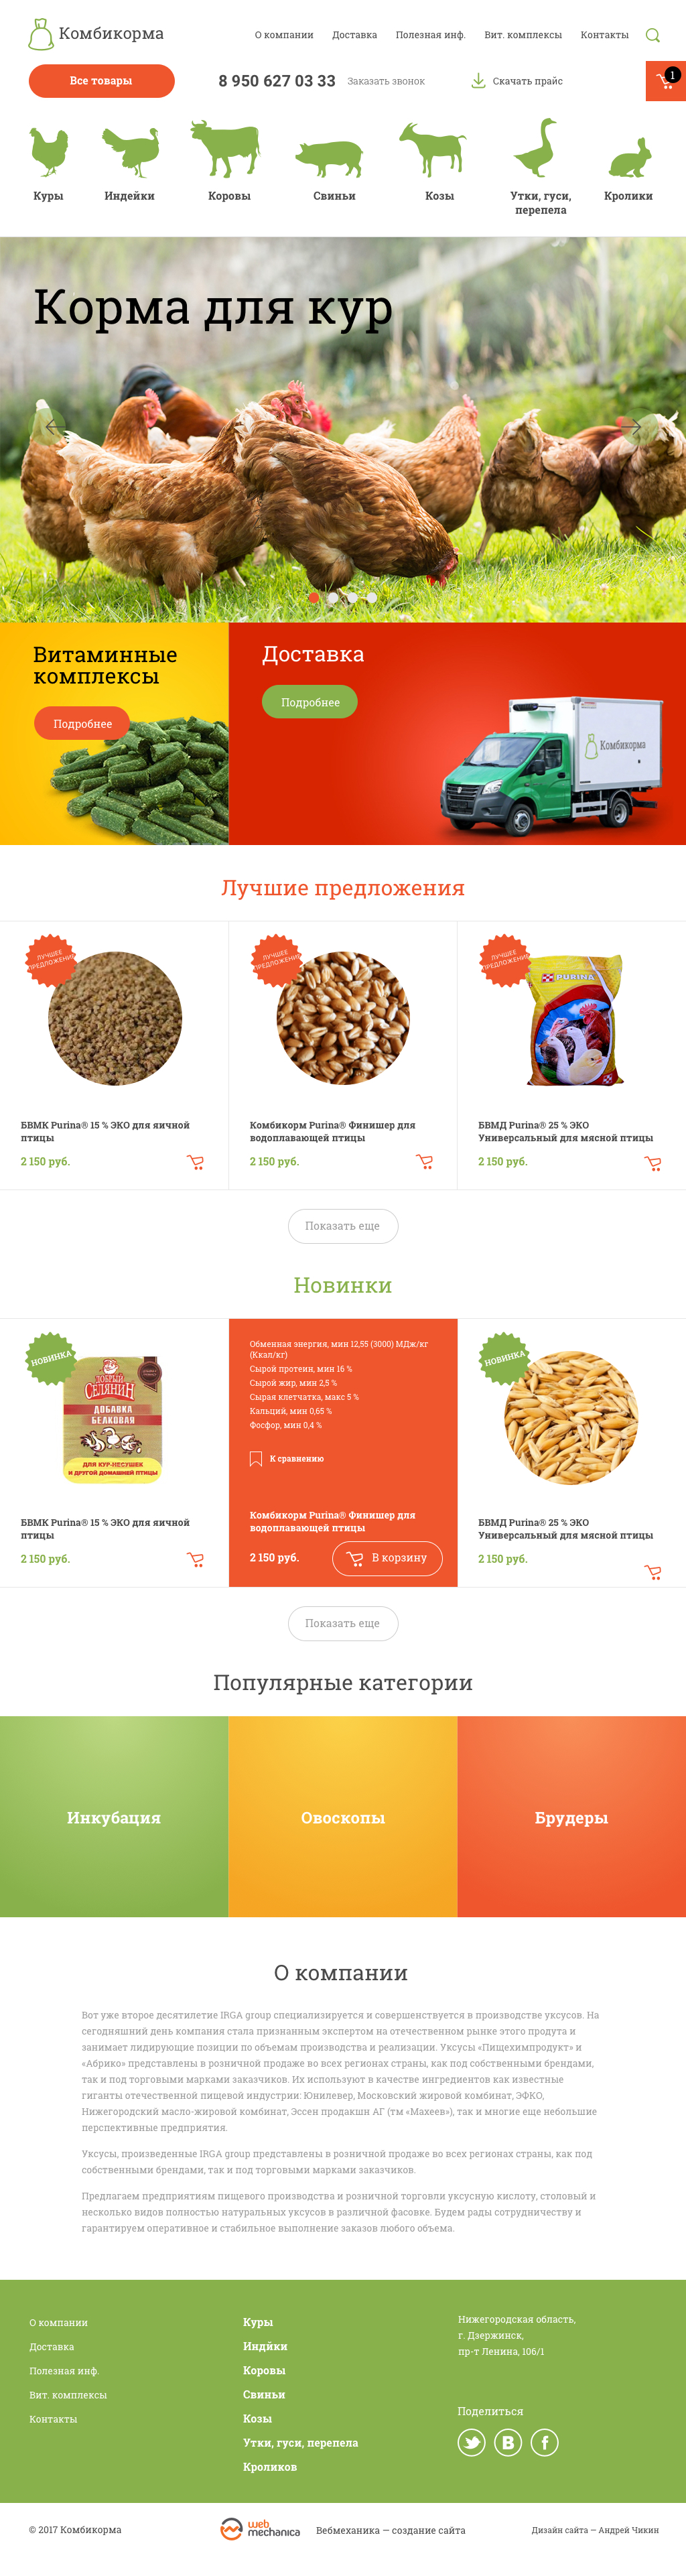 Комбикорма
О компании Доставка Полезная инф. Вит. комплексы Контакты
Все товары
8 950 627 03 33 Заказать звонок
Скачать прайс
1
Куры
Индейки
Коровы
Свиньи
Козы
Утки, гуси,
перепела
Кролики
Корма для кур
Витаминные
комплексы
Подробнее
Доставка
Подробнее
Комбикорма
Лучшие предложения
ЛУЧШЕЕ
ПРЕДЛОЖЕНИЕ
БВМК Purina® 15 % ЭКО для яичной
птицы
2 150 руб.
ЛУЧШЕЕ
ПРЕДЛОЖЕНИЕ
Комбикорм Purina® Финишер для
водоплавающей птицы
2 150 руб.
ЛУЧШЕЕ
ПРЕДЛОЖЕНИЕ
PURINA
БВМД Purina® 25 % ЭКО
Универсальный для мясной птицы
2 150 руб.
Показать еще
Новинки
НОВИНКА
ДОБРЫЙ
СЕЛЯНИН
ДОБАВКА
БЕЛКОВАЯ
ДЛЯ КУР-НЕСУШЕК
И ДРУГОЙ ДОМАШНЕЙ ПТИЦЫ
БВМК Purina® 15 % ЭКО для яичной
птицы
2 150 руб.
Обменная энергия, мин 12,55 (3000) МДж/кг
(Ккал/кг)
Сырой протеин, мин 16 %
Сырой жир, мин 2,5 %
Сырая клетчатка, макс 5 %
Кальций, мин 0,65 %
Фосфор, мин 0,4 %
К сравнению
Комбикорм Purina® Финишер для
водоплавающей птицы
2 150 руб.
В корзину
НОВИНКА
БВМД Purina® 25 % ЭКО
Универсальный для мясной птицы
2 150 руб.
Показать еще
Популярные категории
Инкубация
Овоскопы
Брудеры
О компании
Вот уже второе десятилетие IRGA group специализируется и совершенствуется в производстве уксусов. На
сегодняшний день компания стала признанным экспертом на отечественном рынке этого продута и
занимает лидирующие позиции по объемам производства и реализации. Уксусы «Пищехимпродукт» и
«Абрико» представлены в розничной продаже во всех регионах страны, как под собственными брендами,
так и под торговыми марками заказчиков. Их используют в качестве ингредиентов как известные
гиганты отечественной пищевой индустрии: Юнилевер, Московский жировой комбинат, ЭФКО,
Нижегородский масло-жировой комбинат, Эссен продакшн АГ (тм «Махеев»), так и многие еще небольшие
перспективные предприятия.
Уксусы, произведенные IRGA group представлены в розничной продаже во всех регионах страны, как под
собственными брендами, так и под торговыми марками заказчиков.
Предлагаем предприятиям пищевого производства и розничной торговли уксусную кислоту, столовый и
несколько видов полностью натуральных уксусов в различной фасовке. Будем рады сотрудничеству и
гарантируем оперативное и стабильное выполнение заказов любого объема.
О компании
Доставка
Полезная инф.
Вит. комплексы
Контакты
Куры
Индйки
Коровы
Свиньи
Козы
Утки, гуси, перепела
Кроликов
Нижегородская область,
г. Дзержинск,
пр-т Ленина, 106/1
Поделиться
© 2017 Комбикорма
web
mechanica
Вебмеханика — создание сайта
Дизайн сайта — Андрей Чикин